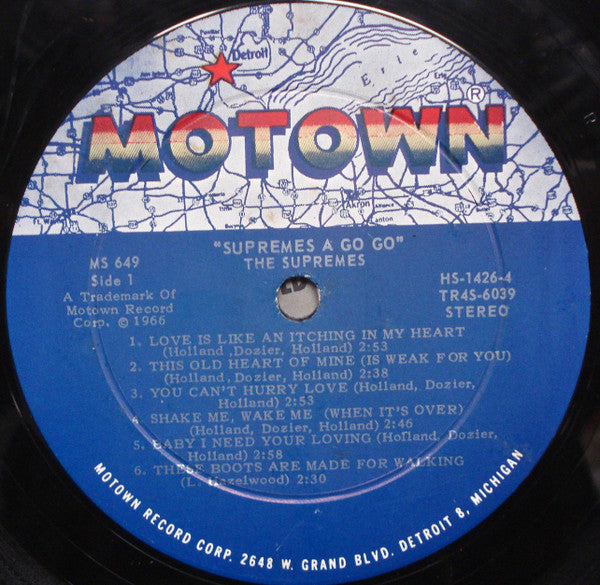 Detroit
Erie
MOTOWN®
Akron
anton
"SUPREMES A GO GO"
THE SUPREMES
MS 649
Side 1
A Trademark Of
Motown Record
Corp. © 1966
HS-1426-4
TR4S-6039
STEREO
1. LOVE IS LIKE AN ITCHING IN MY HEART
(Holland ,Dozier, Holland) 2:53
2. THIS OLD HEART OF MINE (IS WEAK FOR YOU)
(Holland, Dozier, Holland) 2:38
3. YOU CAN'T HURRY LOVE (Holland, Dozier,
Holland) 2:53
4. SHAKE ME, WAKE ME (WHEN IT'S OVER)
(Holland, Dozier, Holland) 2:46
5. BABY I NEED YOUR LOVING (Holland, Dozier,
Holland) 2:58
6. THESE BOOTS ARE MADE FOR WALKING
(L. Hazelwood) 2:30
MOTOWN RECORD CORP. 2648 W. GRAND BLVD. DETROIT 8, MICHIGAN